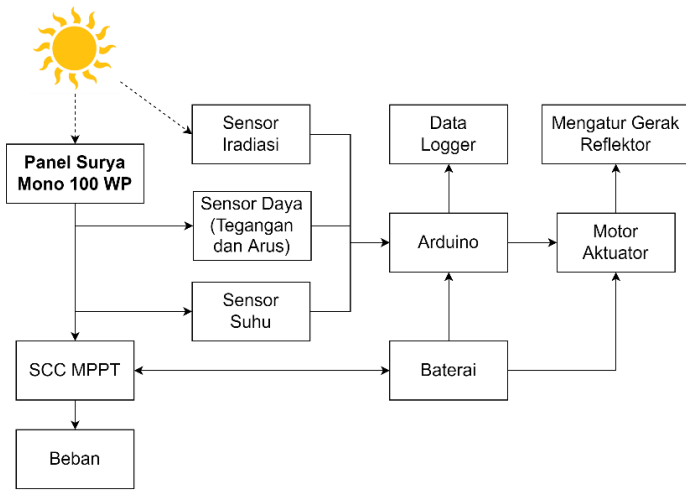 Sensor
Iradiasi
Data
Logger
Mengatur Gerak
Reflektor
Panel Surya
Mono 100 WP
Sensor Daya
(Tegangan
dan Arus)
Arduino
Motor
Aktuator
Sensor
Suhu
SCC MPPT
Baterai
Beban